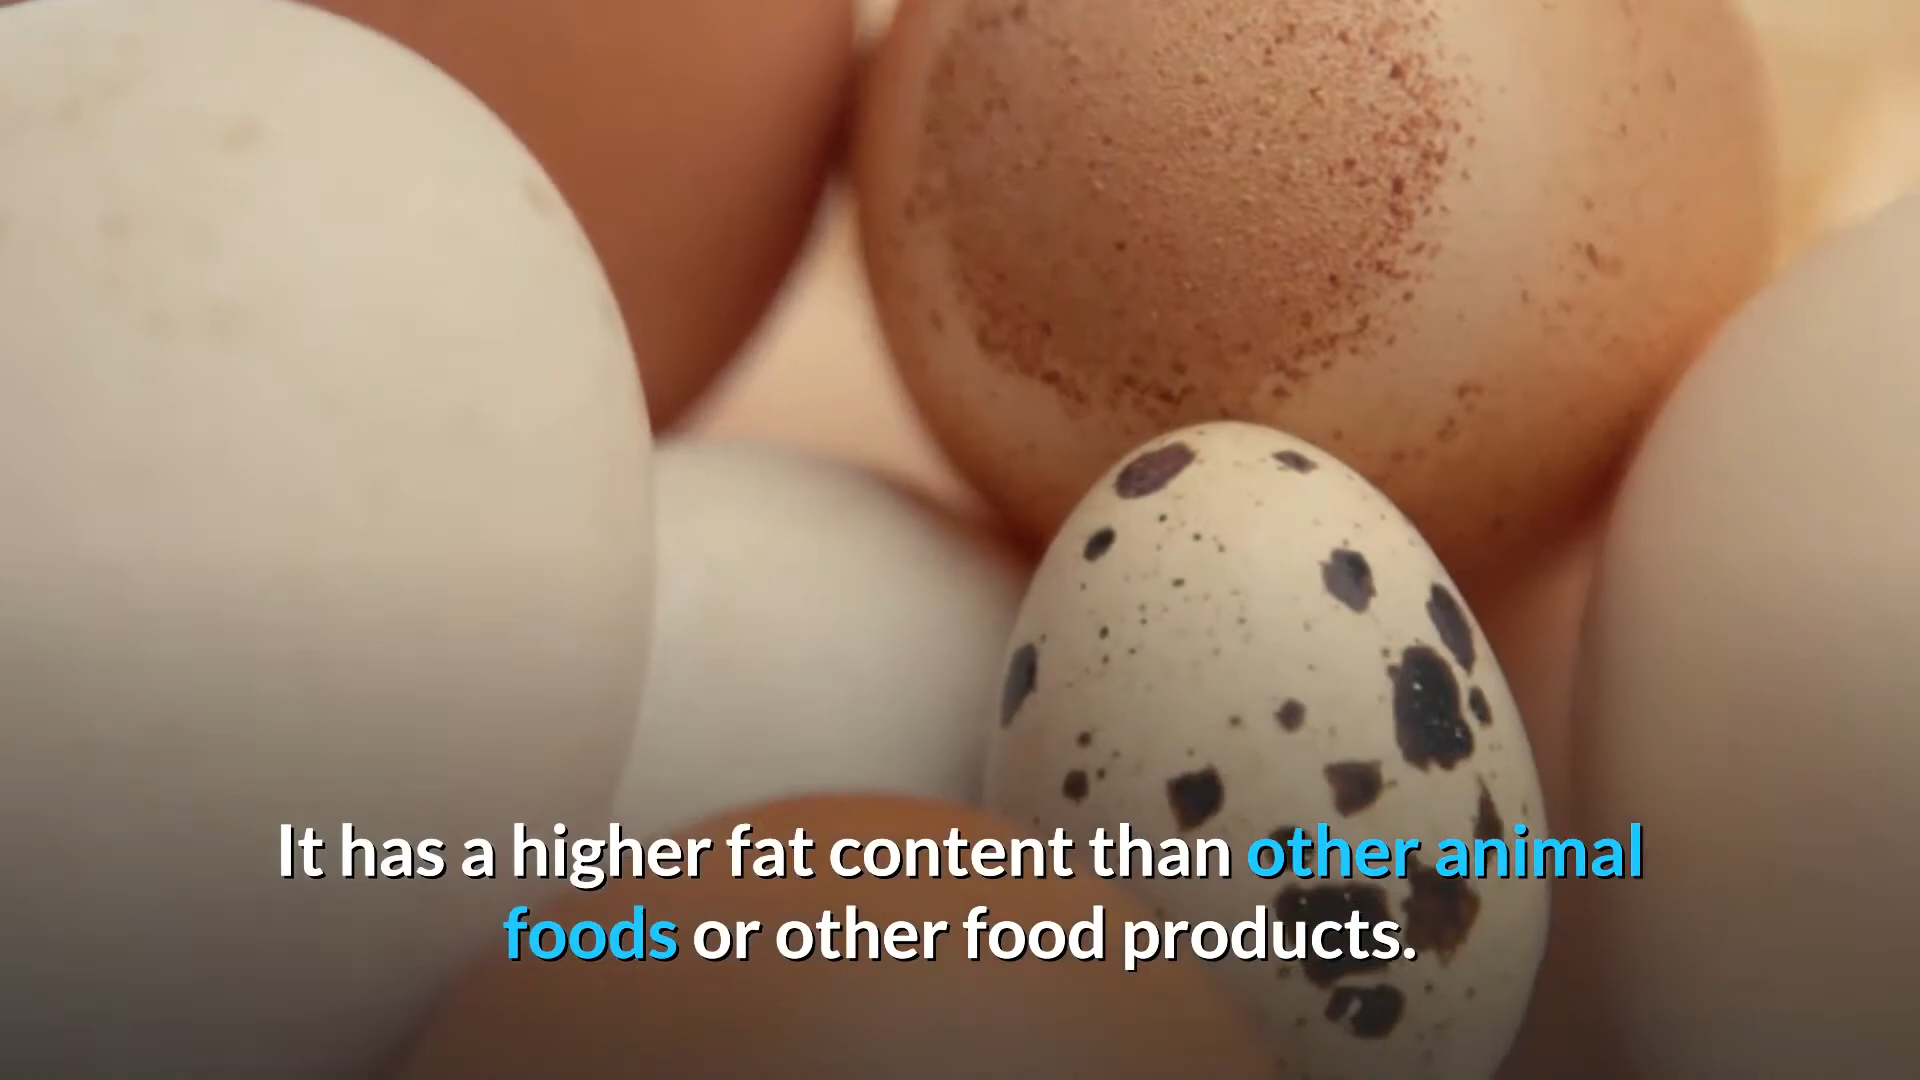 It has a higher fat content than other animal
foods or other food products.